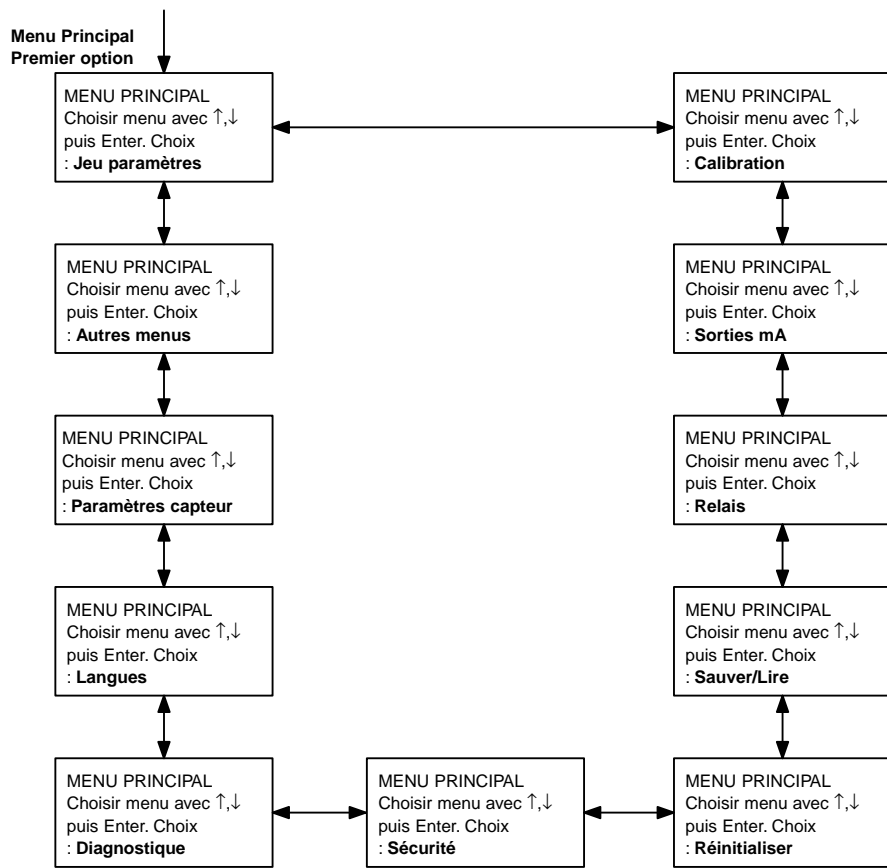 Menu Principal
Premier option
MENU PRINCIPAL
Choisir menu avec ↑,↓
puis Enter. Choix
: Jeu paramètres
MENU PRINCIPAL
Choisir menu avec ↑,↓
puis Enter. Choix
: Calibration
MENU PRINCIPAL
Choisir menu avec ↑,↓
puis Enter. Choix
: Autres menus
MENU PRINCIPAL
Choisir menu avec ↑,↓
puis Enter. Choix
: Sorties mA
MENU PRINCIPAL
Choisir menu avec ↑,↓
puis Enter. Choix
: Paramètres capteur
MENU PRINCIPAL
Choisir menu avec ↑,↓
puis Enter. Choix
: Relais
MENU PRINCIPAL
Choisir menu avec ↑,↓
puis Enter. Choix
: Langues
MENU PRINCIPAL
Choisir menu avec ↑,↓
puis Enter. Choix
: Sauver/Lire
MENU PRINCIPAL
Choisir menu avec ↑,↓
puis Enter. Choix
: Diagnostique
MENU PRINCIPAL
Choisir menu avec ↑,↓
puis Enter. Choix
: Sécurité
MENU PRINCIPAL
Choisir menu avec ↑,↓
puis Enter. Choix
: Réinitialiser